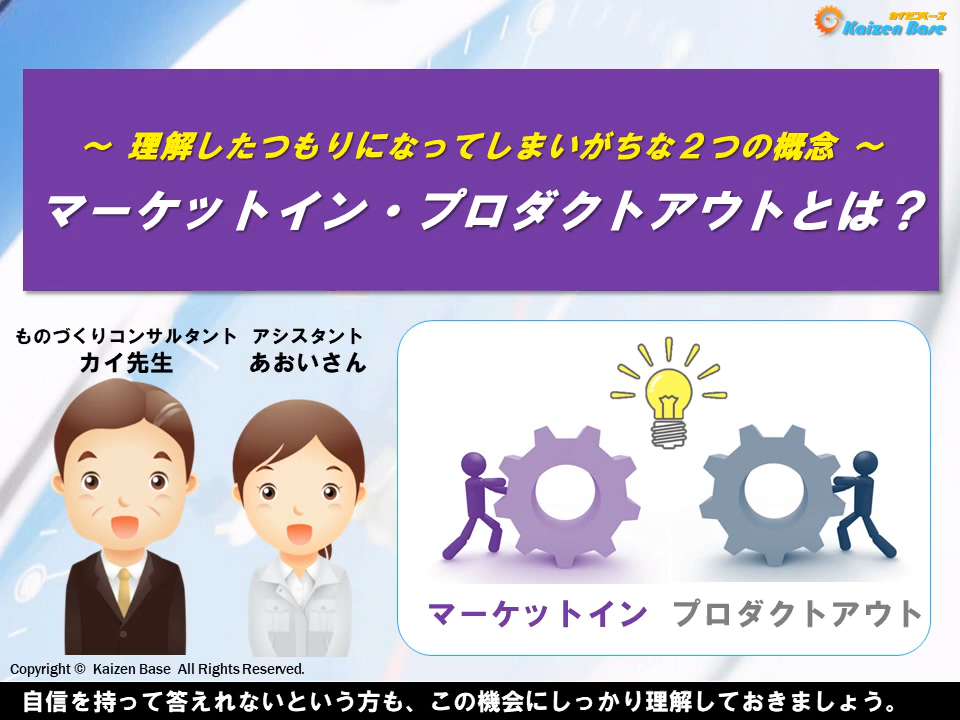 カイゼンベース
Kaizen Base
～ 理解したつもりになってしまいがちな２つの概念 ～
マーケットイン・プロダクトアウトとは？
ものづくりコンサルタント
カイ先生
アシスタント
あおいさん
マーケットイン
プロダクトアウト
Copyright © Kaizen Base All Rights Reserved.
自信を持って答えれないという方も、この機会にしっかり理解しておきましょう。